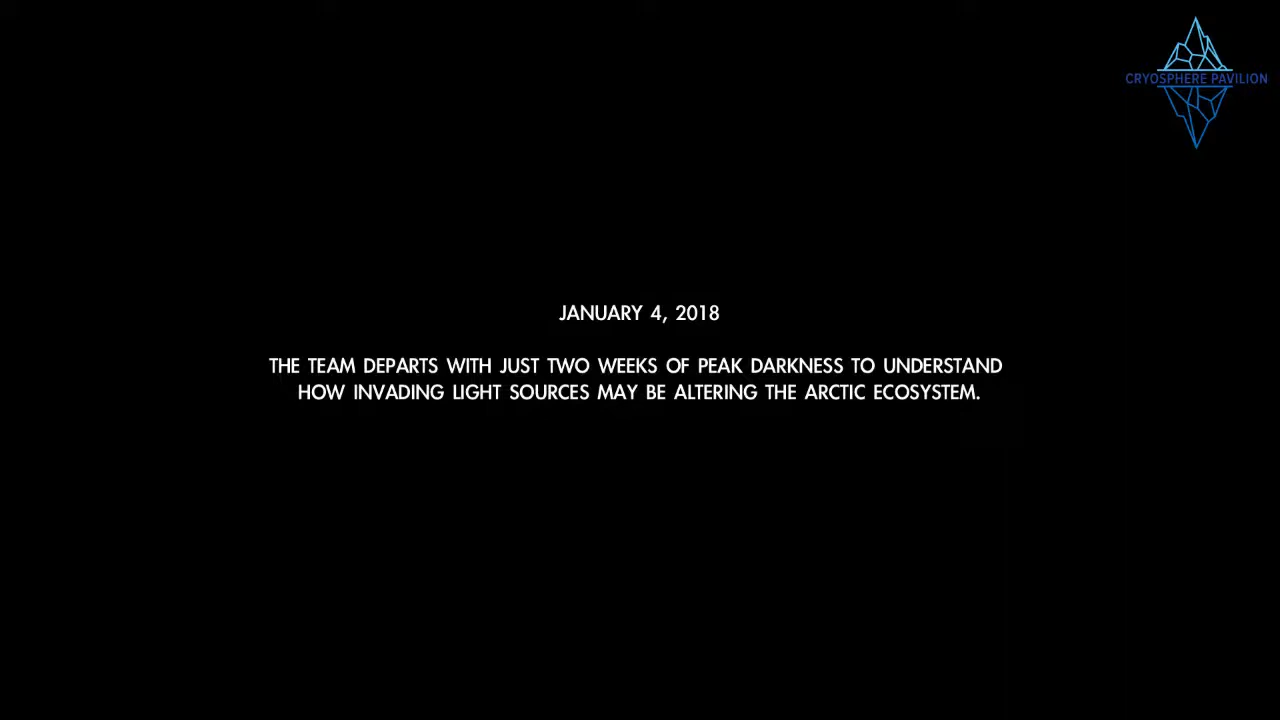 CRYOSPHERE PAVILION
JANUARY 4, 2018
THE TEAM DEPARTS WITH JUST TWO WEEKS OF PEAK DARKNESS TO UNDERSTAND
HOW INVADING LIGHT SOURCES MAY BE ALTERING THE ARCTIC ECOSYSTEM.